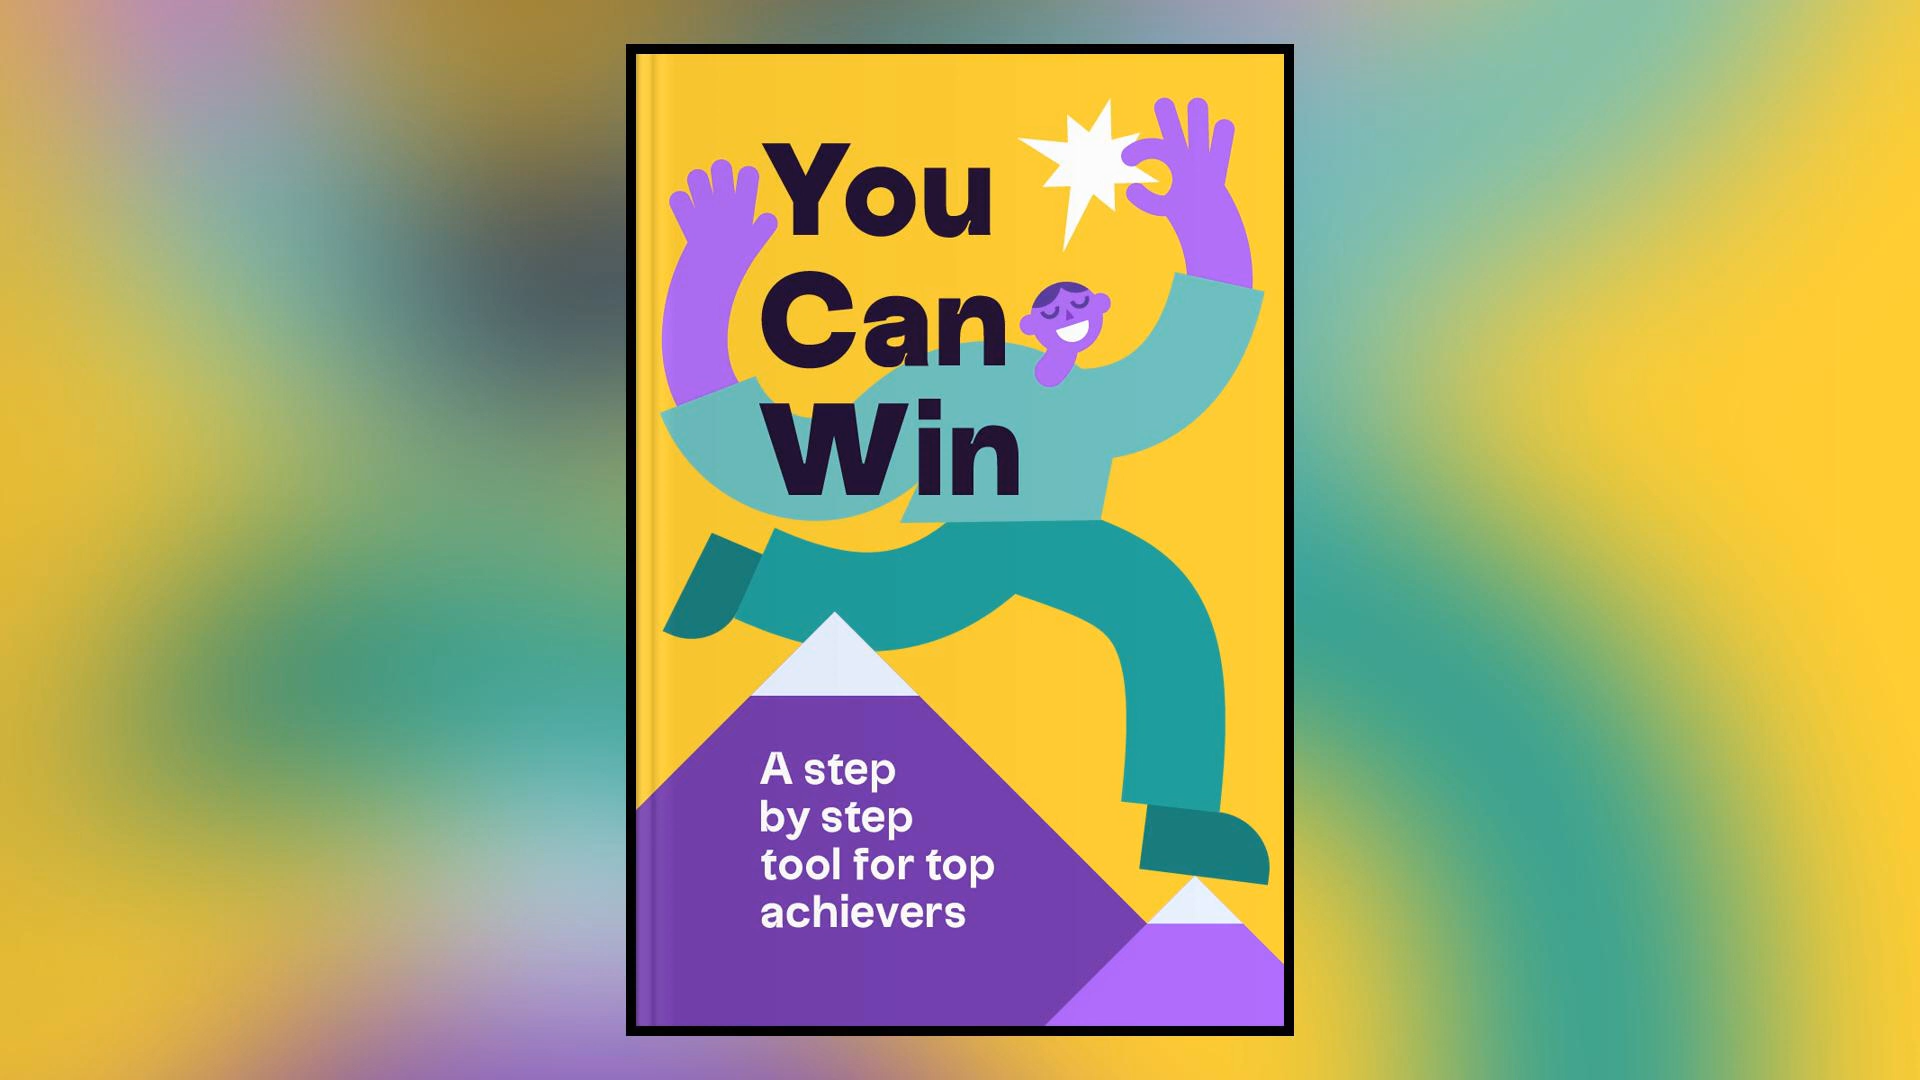 You
Can
Win
A step
by step
tool for top
achievers